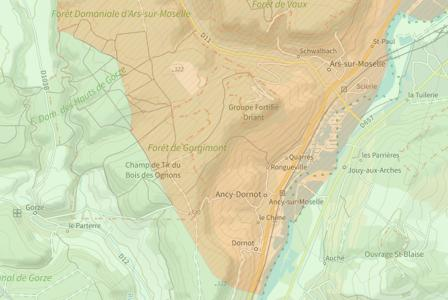 Forêt Domaniale d'Ars-sur-Moselle
Forêt de Vaux
D11
St-Paul
Schwalbach
Ars-sur-Moselle
322
D103B
Scierie
la Tuilerie
F. Dom. des Hauts de Gorze
Groupe Fortifié
Driant
D657
Forêt de Gorgimont
les Parrières
Quarrés
Rongueville
Champ de Tir du
Bois des Ognons
Jouy-aux-Arches
Ancy-Dornot
Ancy-sur-Moselle
Gorze
le Chêne
le Parterre
Dornot
D12
Auché
Ouvrage St-Blaise
nal de Gorze